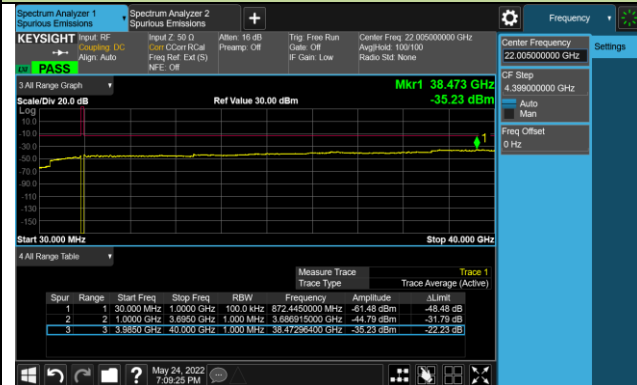 Spectrum Analyzer 1
Spurious Emissions
Spectrum Analyzer 2
Spurious Emissions
+
Frequency
KEYSIGHT
Input: RF
Coupling: DC
Align: Auto
Input Z: 50 Ω
Corr CCorr RCal
Freq Ref: Ext (S)
NFE: Off
Atten: 16 dB
Preamp: Off
Trig: Free Run
Gate: Off
IF Gain: Low
Center Freq: 22.005000000 GHz
Avg|Hold: 100/100
Radio Std: None
PASS
Center Frequency
22.005000000 GHz
Settings
CF Step
4.399000000 GHz
Auto
Man
Freq Offset
0 Hz
3 All Range Graph
Mkr1 38.473 GHz
Scale/Div 20.0 dB
Ref Value 30.00 dBm
-35.23 dBm
Log
10.0
-10.0
-30.0
-50.0
-70.0
-90.0
-110
-130
-150
1
Start 30.000 MHz
Stop 40.000 GHz
4 All Range Table
Measure Trace Trace 1
Trace Type Trace Average (Active)
Spur Range Start Freq Stop Freq RBW Frequency Amplitude ΔLimit
1 1 30.000 MHz 1.0000 GHz 100.0 kHz 872.4450000 MHz -61.48 dBm -48.48 dB
2 2 1.0000 GHz 3.6950 GHz 1.000 MHz 3.686915000 GHz -44.79 dBm -31.79 dB
3 3 3.9850 GHz 40.000 GHz 1.000 MHz 38.47296400 GHz -35.23 dBm -22.23 dB
?
May 24, 2022
7:09:25 PM